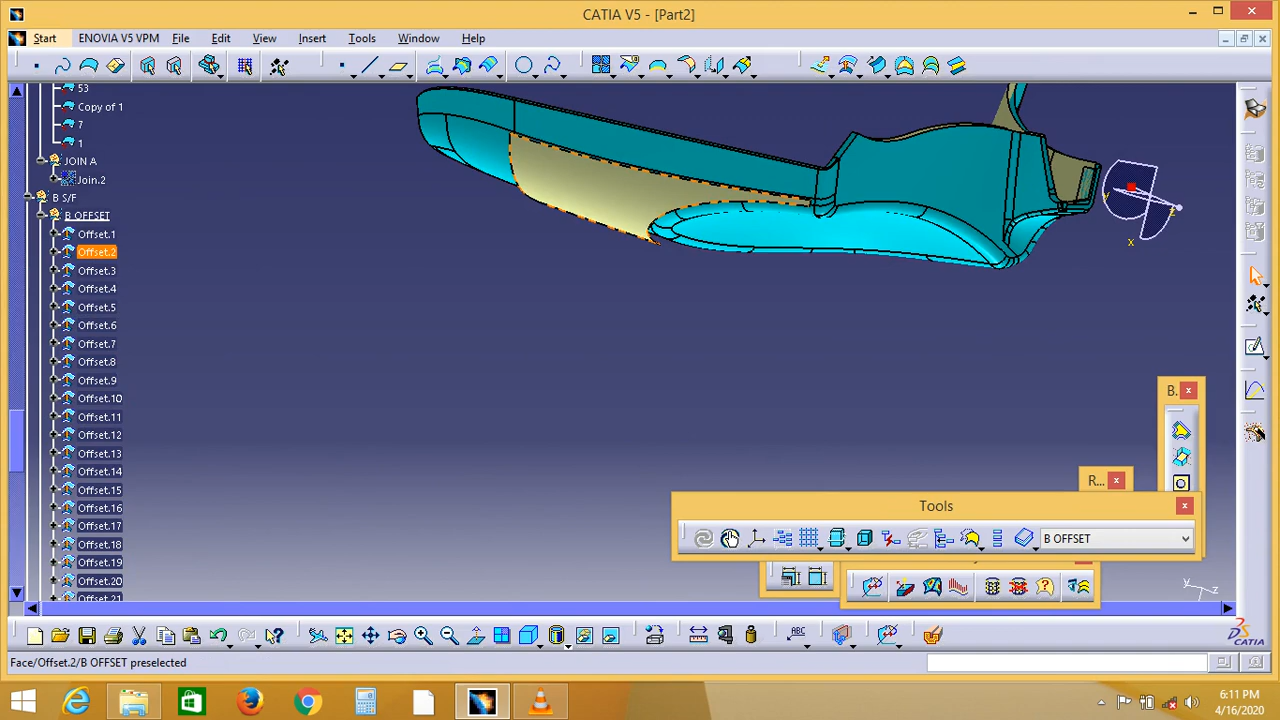 CATIA V5 - [Part2]
Start ENOVIA V5 VPM File Edit View Insert Tools Window Help
53
Copy of 1
7
1
JOIN A
Join.2
B S/F
B OFFSET
Offset.1
Offset.2
Offset.3
Offset.4
Offset.5
Offset.6
Offset.7
Offset.8
Offset.9
Offset.10
Offset.11
Offset.12
Offset.13
Offset.14
Offset.15
Offset.16
Offset.17
Offset.18
Offset.19
Offset.20
Offset.21
x
z
B.
R...
Tools
B OFFSET
y
z
ABC
CATIA
Face/Offset.2/B OFFSET preselected
6:11 PM
4/16/2020